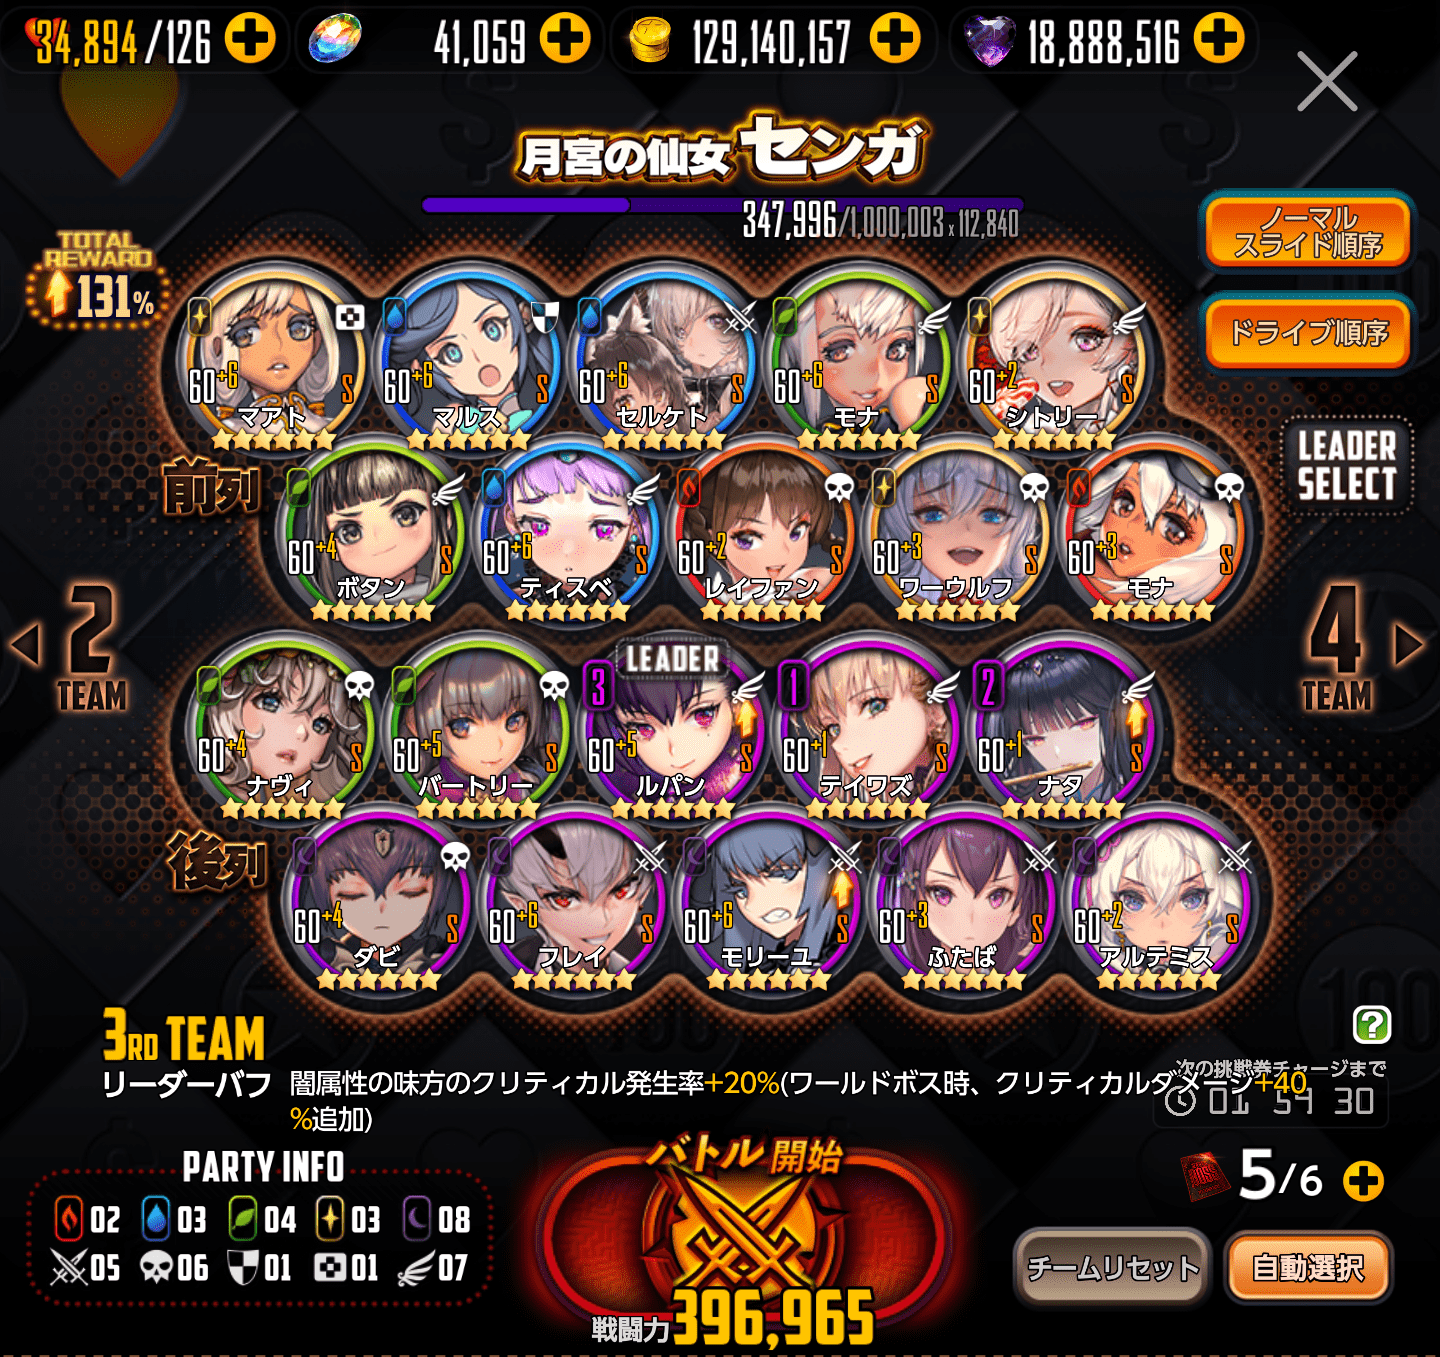 34,894/126 41,059 129,140,157 18,888,516
月宮の仙女 センガ
347,996/1,000,003 x 112,840
TOTAL
REWARD
131%
ノーマル
スライド順序
ドライブ順序
LEADER
SELECT
60+6 S マアト
60+6 S マルス
60+6 S セルケト
60+6 S モナ
60+2 S シトリー
前列
60+4 S ボタン
60+6 S ティスベ
60+2 S レイファン
60+3 S ワーウルフ
60+3 S モナ
2
TEAM
4
TEAM
LEADER
60+4 S ナヴィ
60+5 S バートリー
3 60+5 S ルパン
1 60+1 S テイワズ
2 60+1 S ナタ
後列
60+4 S ダビ
60+6 S フレイ
60+6 S モリーユ
60+3 S ふたば
60+2 S アルテミス
3RD TEAM
リーダーバフ 闇属性の味方のクリティカル発生率+20%(ワールドボス時、クリティカルダメージ+40
%追加)
?
次の挑戦券チャージまで
01 59 30
PARTY INFO
02 03 04 03 08
05 06 01 01 07
バトル開始
戦闘力 396,965
5/6
チームリセット
自動選択